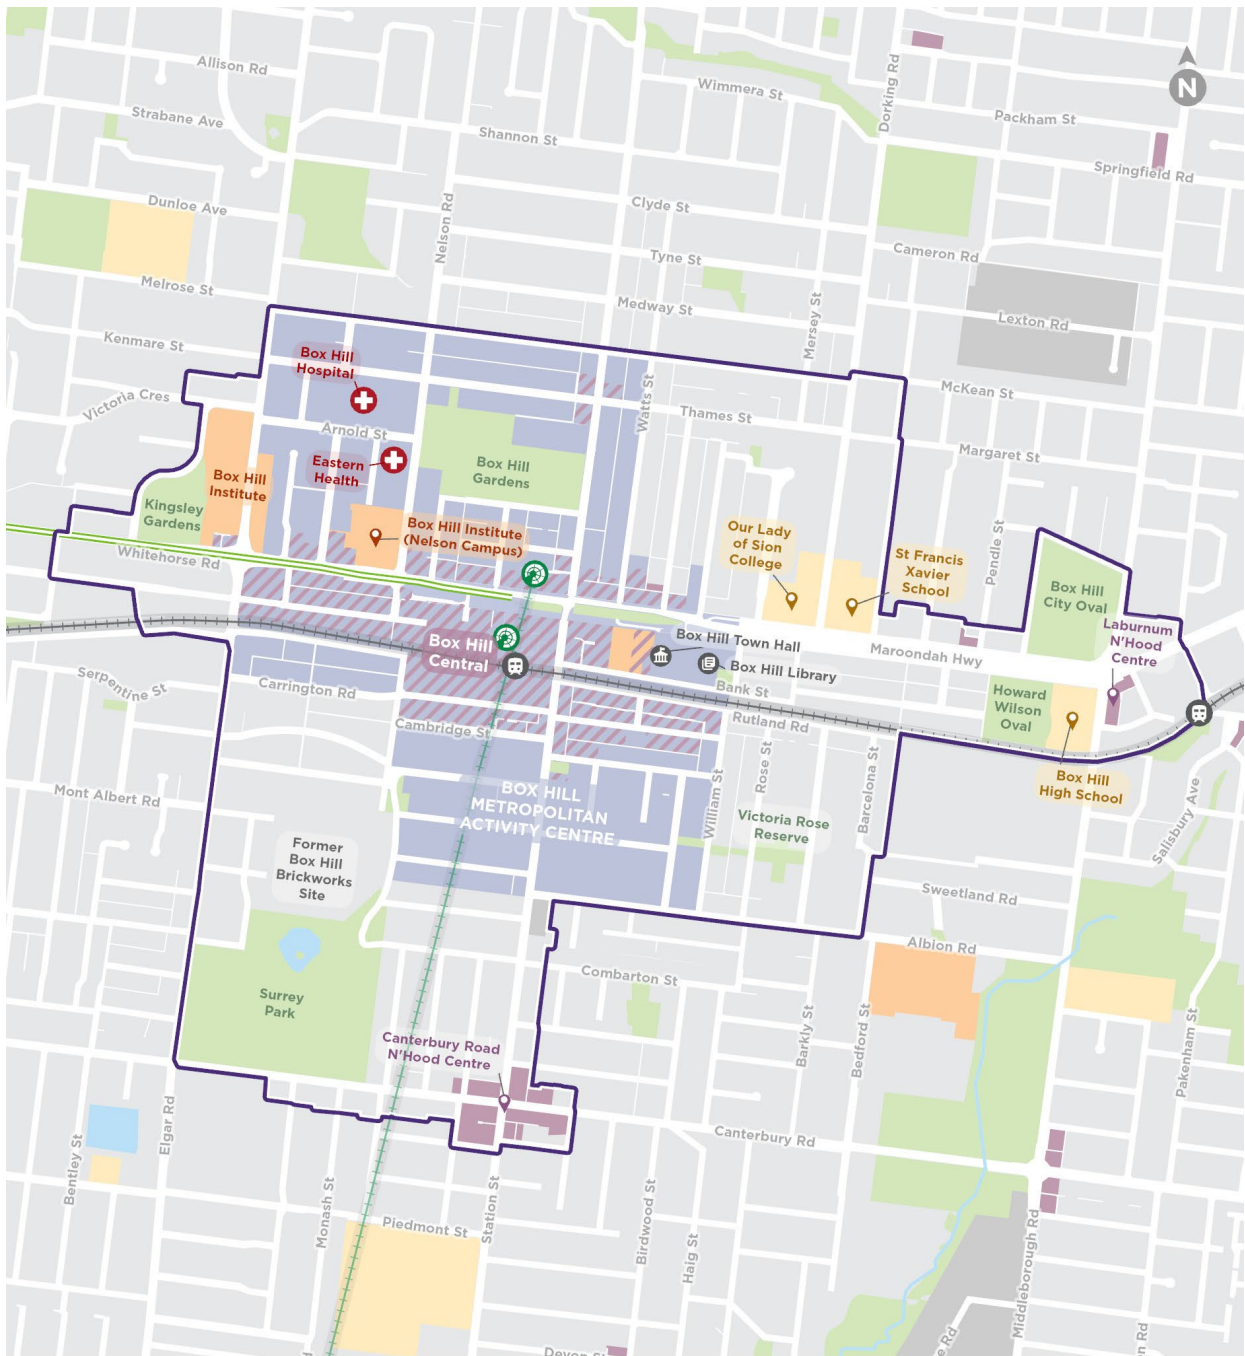 Allison Rd
Strabane Ave
Shannon St
Wimmera St
Dorking Rd
Packham St
N
Springfield Rd
Dunloe Ave
Nelson Rd
Clyde St
Tyne St
Cameron Rd
Melrose St
Medway St
Mersey St
Lexton Rd
Kenmare St
Box Hill
Hospital
McKean St
Victoria Cres
Arnold St
Watts St
Thames St
Margaret St
Eastern
Health
Box Hill
Gardens
Box Hill
Institute
Kingsley
Gardens
Box Hill Institute
(Nelson Campus)
Our Lady
of Sion
College
St Francis
Xavier
School
Pendle St
Whitehorse Rd
Box Hill
City Oval
Laburnum
N'Hood
Centre
Box Hill
Central
Box Hill Town Hall
Box Hill Library
Maroondah Hwy
Bank St
Rutland Rd
Serpentine St
Carrington Rd
Cambridge St
Howard
Wilson
Oval
Box Hill
High School
Mont Albert Rd
BOX HILL
METROPOLITAN
ACTIVITY CENTRE
William St
Rose St
Barcelona St
Victoria Rose
Reserve
Salisbury Ave
Former
Box Hill
Brickworks
Site
Sweetland Rd
Albion Rd
Combarton St
Surrey
Park
Canterbury Road
N'Hood Centre
Barkly St
Bedford St
Pakenham St
Elgar Rd
Canterbury Rd
Bentley St
Monash St
Station St
Piedmont St
Birdwood St
Haig St
Middleborough Rd
Devon St